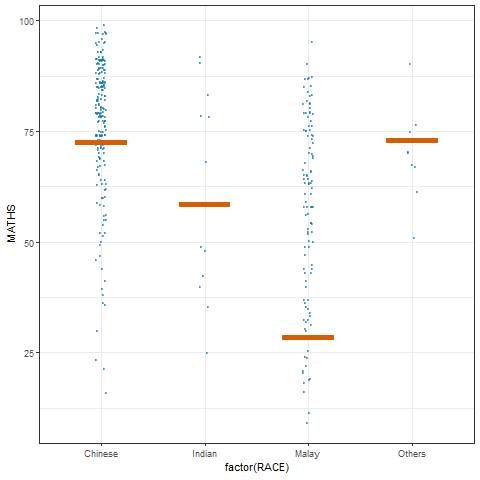 100
75
50
25
MATHS
Chinese
Indian
Malay
Others
factor(RACE)